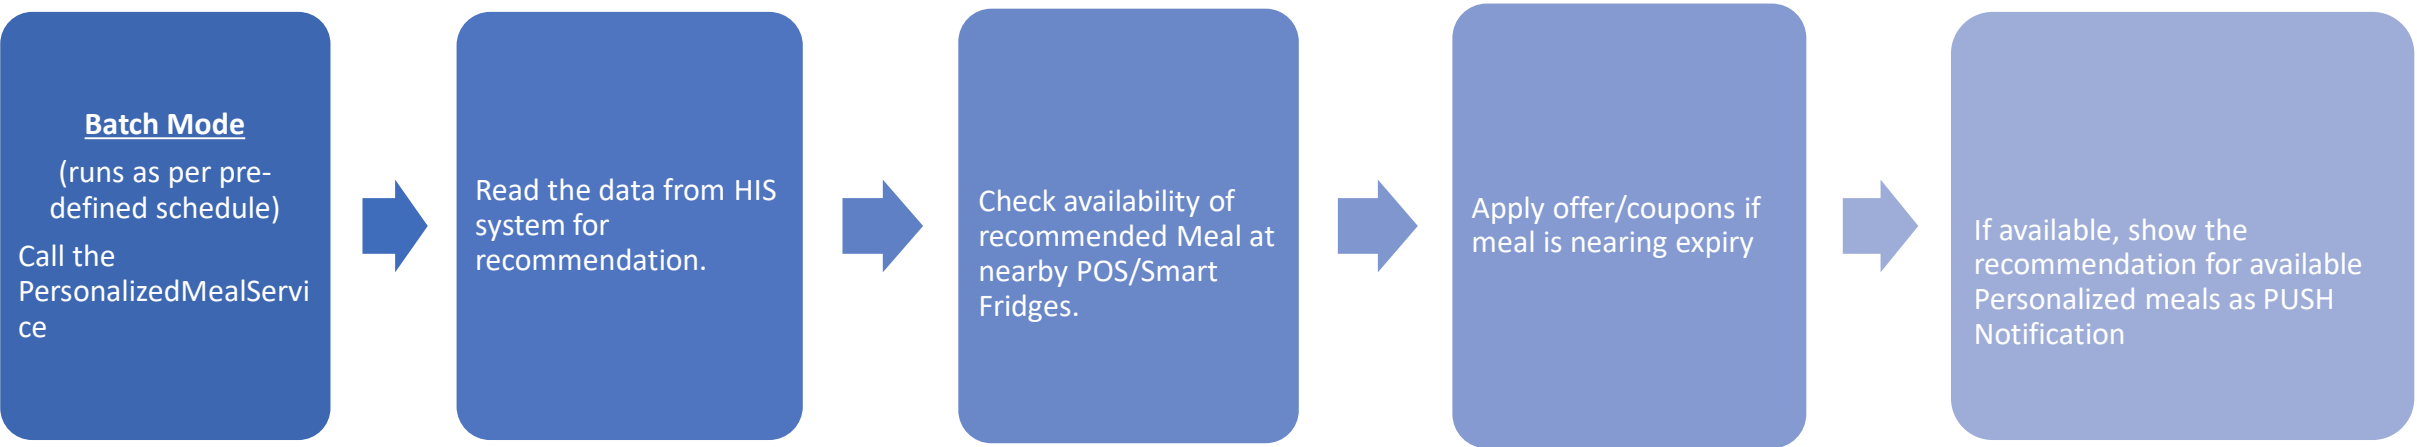 Batch Mode
(runs as per pre-
defined schedule)
Call the
PersonalizedMealServi
ce
Read the data from HIS
system for
recommendation.
Check availability of
recommended Meal at
nearby POS/Smart
Fridges.
Apply offer/coupons if
meal is nearing expiry
If available, show the
recommendation for available
Personalized meals as PUSH
Notification